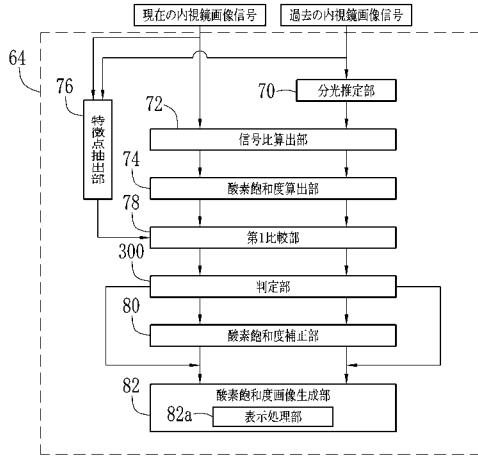 現在の内視鏡画像信号
過去の内視鏡画像信号
64
76
特徴点抽出部
70
分光推定部
72
信号比算出部
74
酸素飽和度算出部
78
第1比較部
300
判定部
80
酸素飽和度補正部
82
酸素飽和度画像生成部
82a
表示処理部